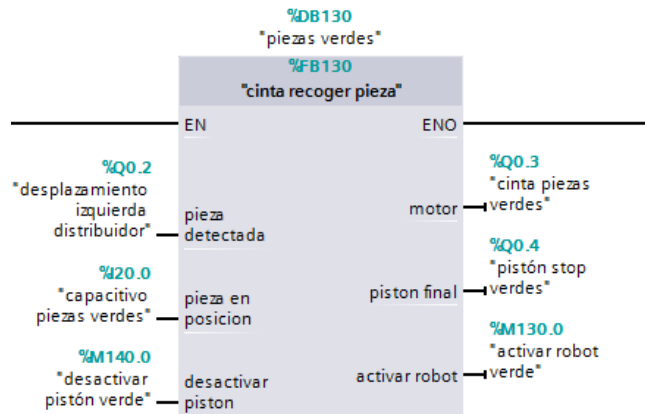 %DB130
"piezas verdes"
%FB130
"cinta recoger pieza"
EN
ENO
%Q0.2
"desplazamiento
izquierda
distribuidor"
pieza
detectada
%I20.0
"capacitivo
piezas verdes"
pieza en
posicion
%M140.0
"desactivar
pistón verde"
desactivar
piston
motor
%Q0.3
"cinta piezas
verdes"
piston final
%Q0.4
"pistón stop
verdes"
activar robot
%M130.0
"activar robot
verde"